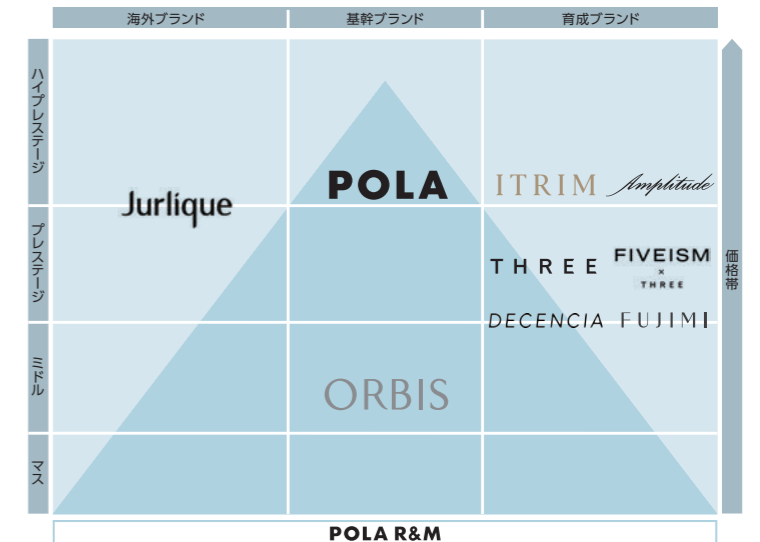 海外ブランド 基幹ブランド 育成ブランド
ハイプレステージ
POLA
ITRIM Amplitude
Jurlique
プレステージ
THREE
FIVEISM
×
THREE
価格帯
DECENCIA FUJIMI
ミドル
ORBIS
マス
POLA R&M